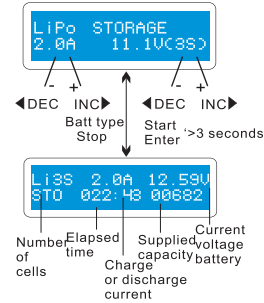 LiPo STORAGE
2.0A 11.1V(3S)
- + - +
◀DEC INC▶ ◀DEC INC▶
Batt type
Stop
Start
Enter '>3 seconds
Li3S 2.0A 12.59V
STO 022:43 00682
Number
of
cells
Elapsed
time
Charge
or discharge
current
Supplied
capacity
Current
voltage
battery